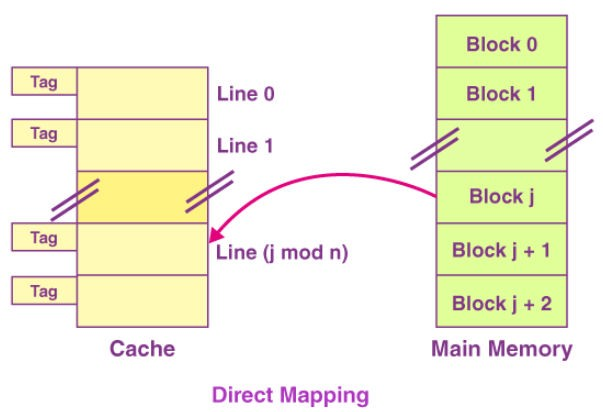 Tag
Line 0
Tag
Line 1
Tag
Line (j mod n)
Tag
Cache
Block 0
Block 1
Block j
Block j + 1
Block j + 2
Main Memory
Direct Mapping